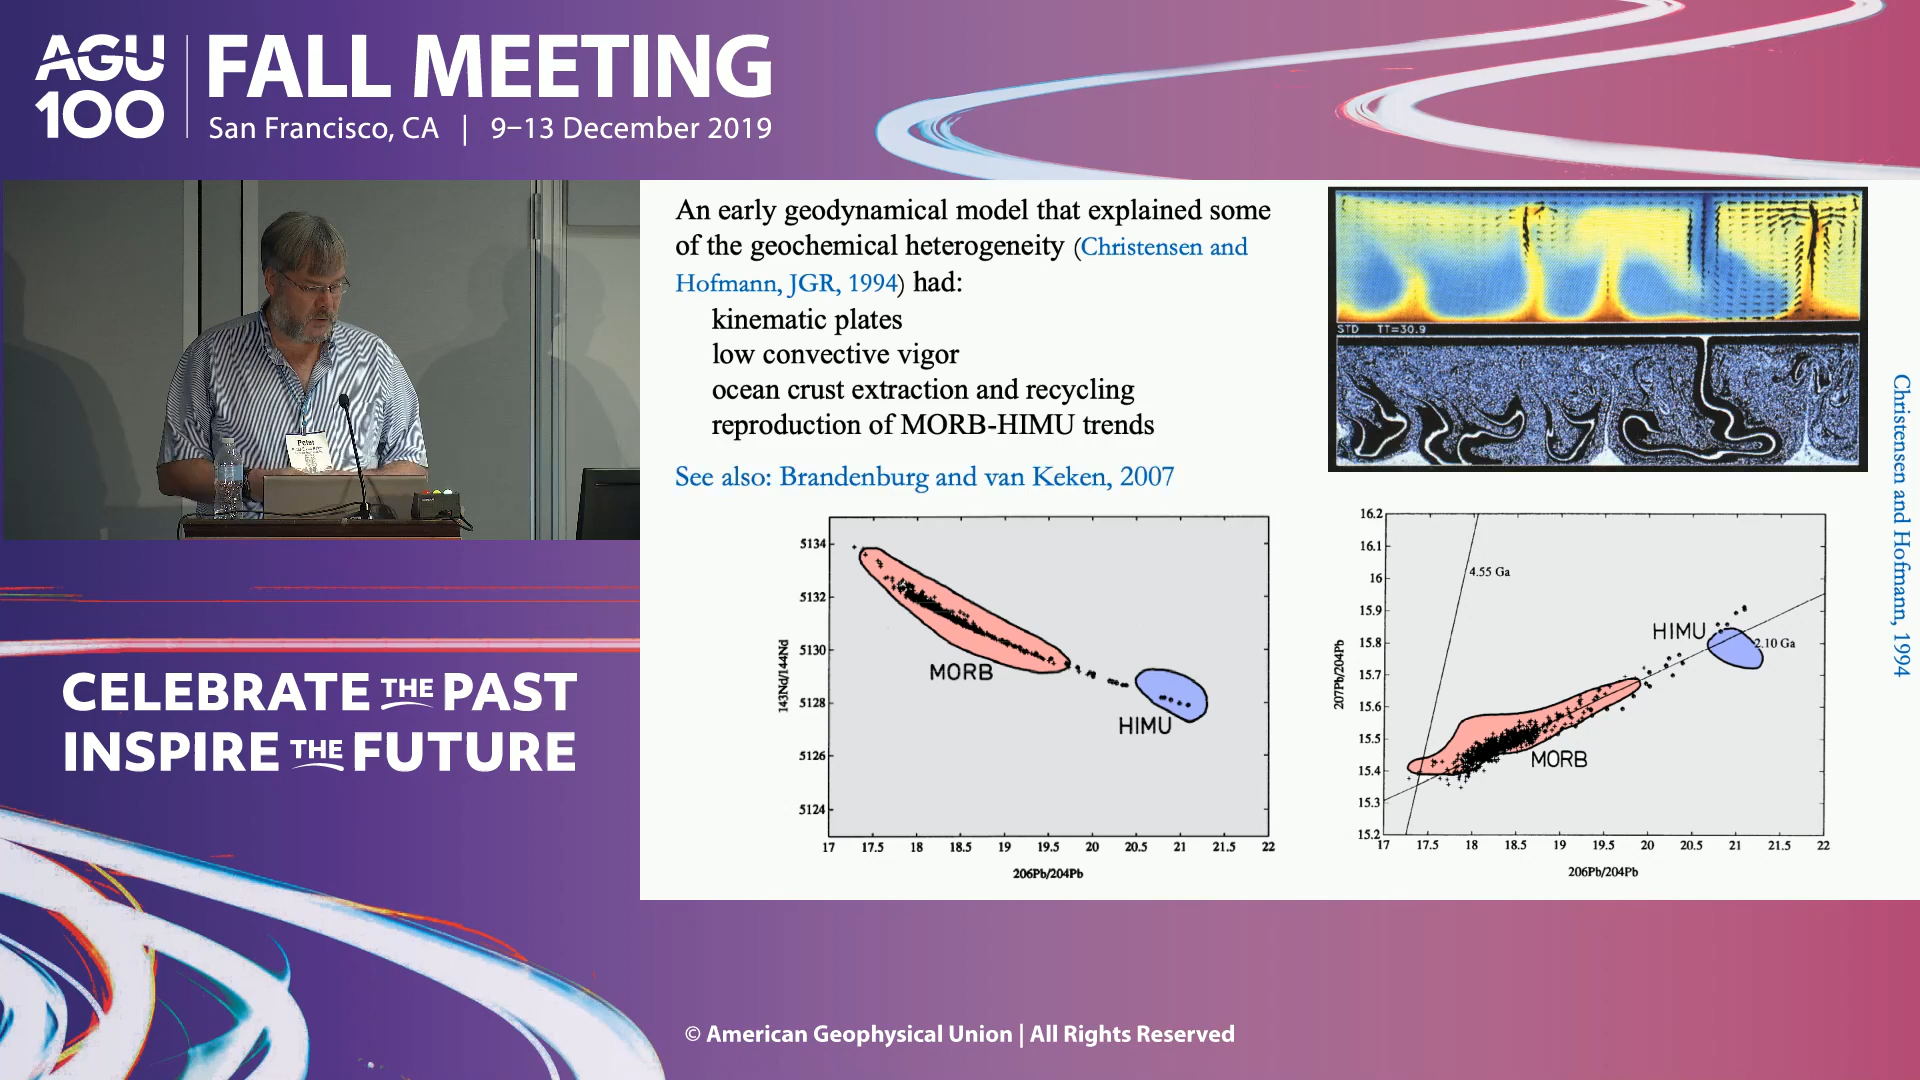 AGU
100
FALL MEETING
San Francisco, CA | 9–13 December 2019
An early geodynamical model that explained some
of the geochemical heterogeneity (Christensen and
Hofmann, JGR, 1994) had:
kinematic plates
low convective vigor
ocean crust extraction and recycling
reproduction of MORB-HIMU trends
See also: Brandenburg and van Keken, 2007
STD TT=30.9
Christensen and Hofmann, 1994
5134
5132
5130
5128
5126
5124
143Nd/144Nd
MORB
HIMU
17 17.5 18 18.5 19 19.5 20 20.5 21 21.5 22
206Pb/204Pb
16.2
16.1
16
15.9
15.8
15.7
15.6
15.5
15.4
15.3
15.2
207Pb/204Pb
4.55 Ga
HIMU
2.10 Ga
MORB
17 17.5 18 18.5 19 19.5 20 20.5 21 21.5 22
206Pb/204Pb
Peter
CELEBRATE THE PAST
INSPIRE THE FUTURE
© American Geophysical Union | All Rights Reserved